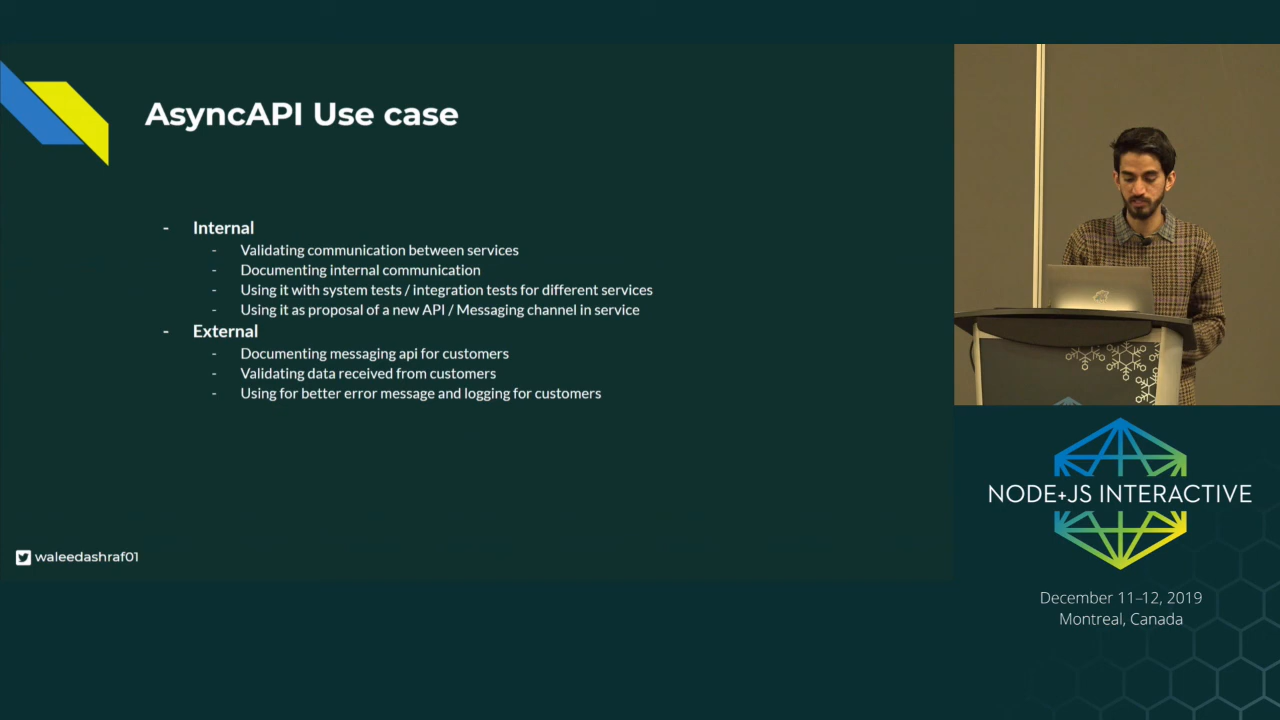 AsyncAPI Use case
- Internal
- Validating communication between services
- Documenting internal communication
- Using it with system tests / integration tests for different services
- Using it as proposal of a new API / Messaging channel in service
- External
- Documenting messaging api for customers
- Validating data received from customers
- Using for better error message and logging for customers
waleedashraf01
NODE+JS INTERACTIVE
December 11–12, 2019
Montreal, Canada